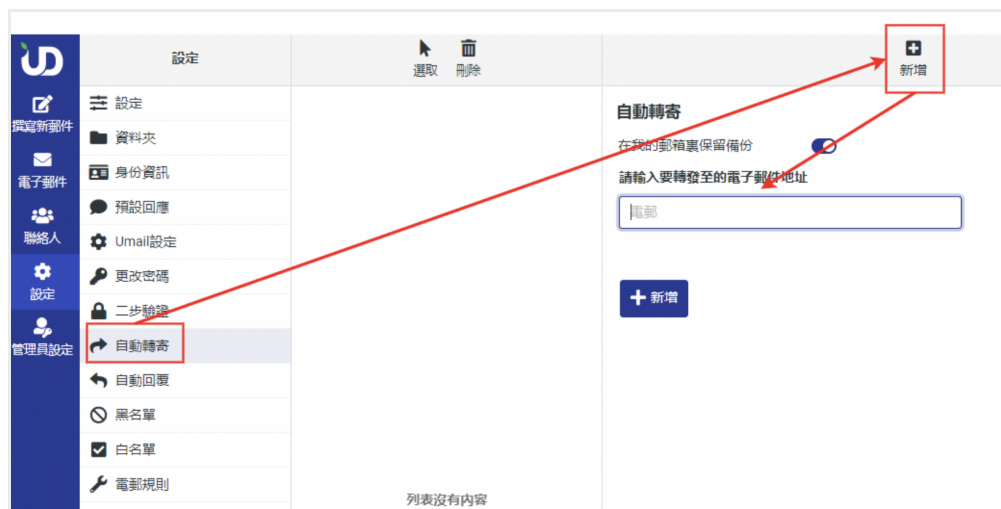 UD
撰寫新郵件
電子郵件
聯絡人
設定
管理員設定
設定
設定
資料夾
身份資訊
預設回應
Umail設定
更改密碼
二步驗證
自動轉寄
自動回覆
黑名單
白名單
電郵規則
選取
刪除
列表沒有内容
新增
自動轉寄
在我的郵箱裏保留備份
請輸入要轉發至的電子郵件地址
電郵
新增